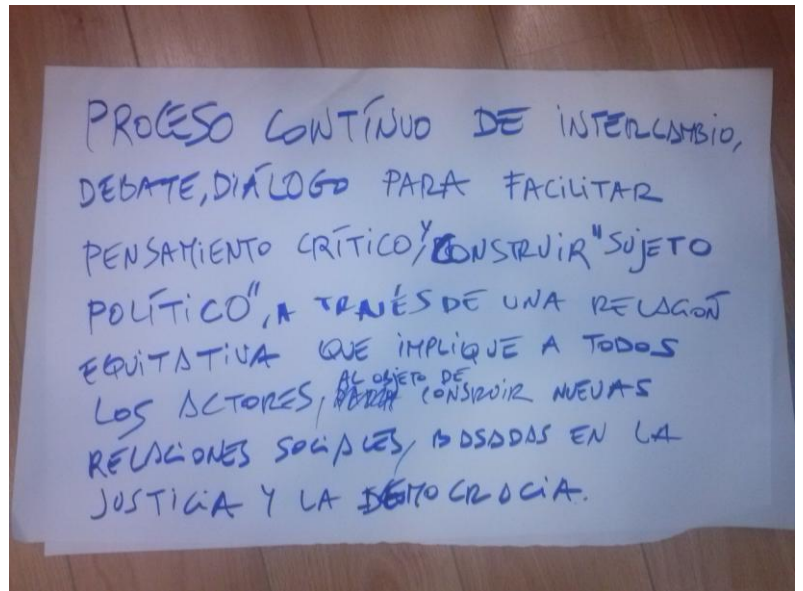 PROCESO CONTÍNUO DE INTERCAMBIO,
DEBATE, DIÁLOGO PARA FACILITAR
PENSAMIENTO CRÍTICO, Y CONSTRUIR "SUJETO
POLÍTICO", A TRAVÉS DE UNA RELACIÓN
EQUITATIVA QUE IMPLIQUE A TODOS
LOS ACTORES, AL OBJETO DE CONSRUIR NUEVAS
RELACIONES SOCIALES, BASADAS EN LA
JUSTICIA Y LA DEMOCRACIA.